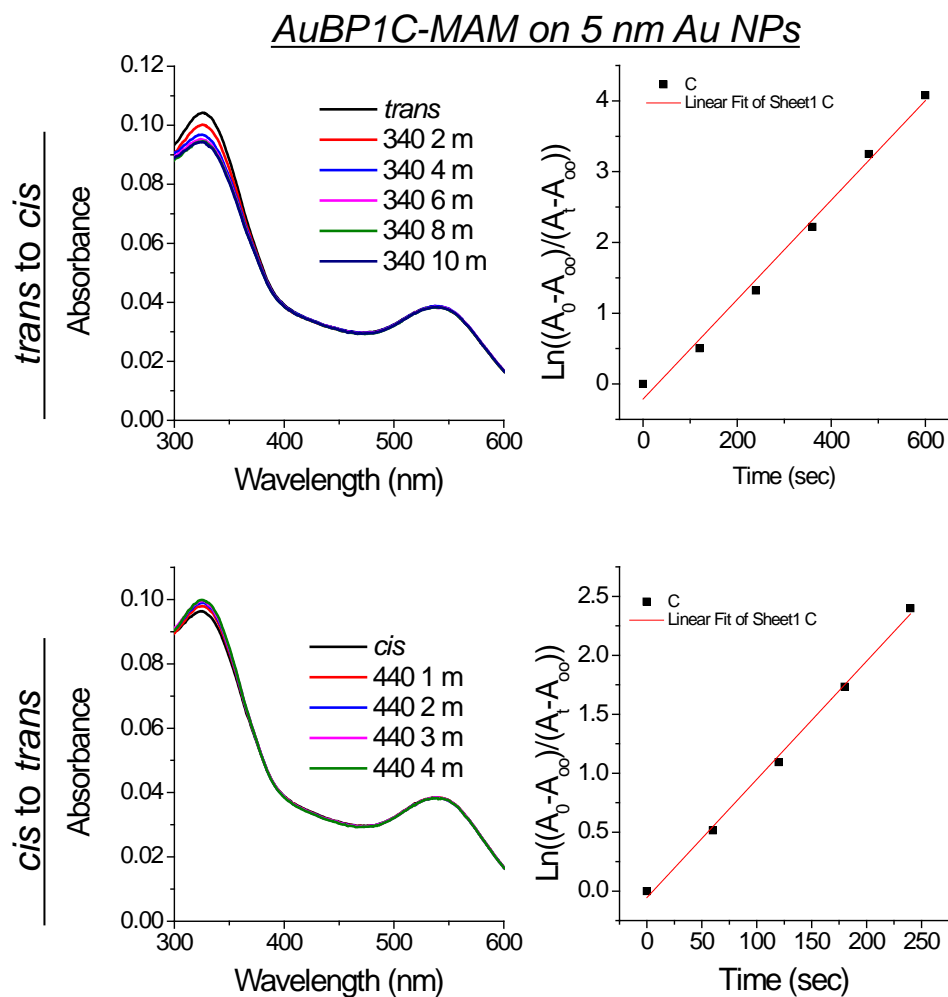 AuBP1C-MAM on 5 nm Au NPs
trans to cis
Absorbance
0.12
0.10
0.08
0.06
0.04
0.02
0.00
300 400 500 600
Wavelength (nm)
trans
340 2 m
340 4 m
340 6 m
340 8 m
340 10 m
Ln((A0-Aoo)/(At-Aoo))
4
3
2
1
0
C
Linear Fit of Sheet1 C
0 200 400 600
Time (sec)
cis to trans
Absorbance
0.10
0.08
0.06
0.04
0.02
0.00
300 400 500 600
Wavelength (nm)
cis
440 1 m
440 2 m
440 3 m
440 4 m
Ln((A0-Aoo)/(At-Aoo))
2.5
2.0
1.5
1.0
0.5
0.0
C
Linear Fit of Sheet1 C
0 50 100 150 200 250
Time (sec)